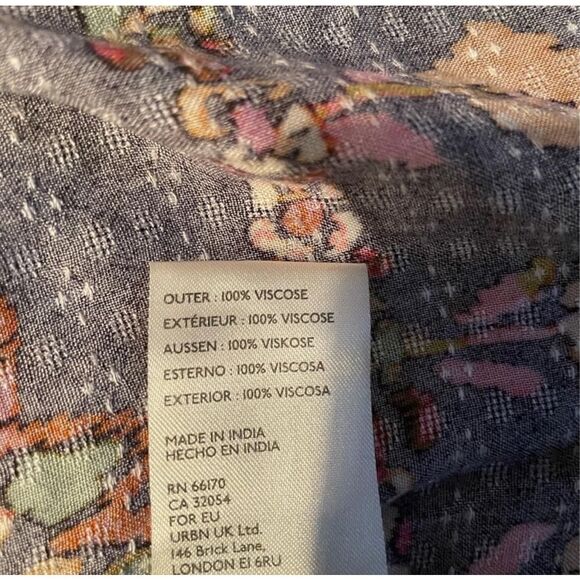 OUTER : 100% VISCOSE
EXTÉRIEUR : 100% VISCOSE
AUSSEN : 100% VISKOSE
ESTERNO : 100% VISCOSA
EXTERIOR : 100% VISCOSA
MADE IN INDIA
HECHO EN INDIA
RN 66170
CA 32054
FOR EU
URBN UK Ltd.
146 Brick Lane,
LONDON E1 6RU